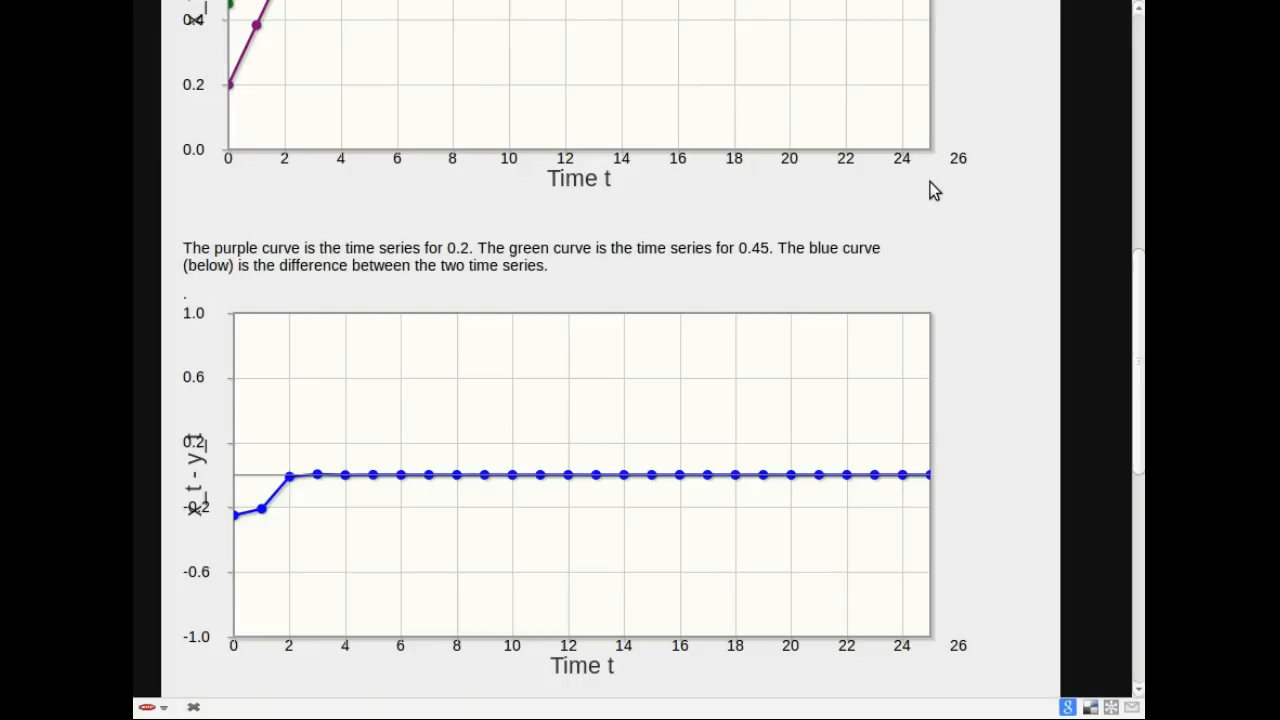 0.4
0.2
0.0
0 2 4 6 8 10 12 14 16 18 20 22 24 26
Time t
The purple curve is the time series for 0.2. The green curve is the time series for 0.45. The blue curve
(below) is the difference between the two time series.
.
1.0
0.6
0.2
x_t - y_t
-0.2
-0.6
-1.0
0 2 4 6 8 10 12 14 16 18 20 22 24 26
Time t
8